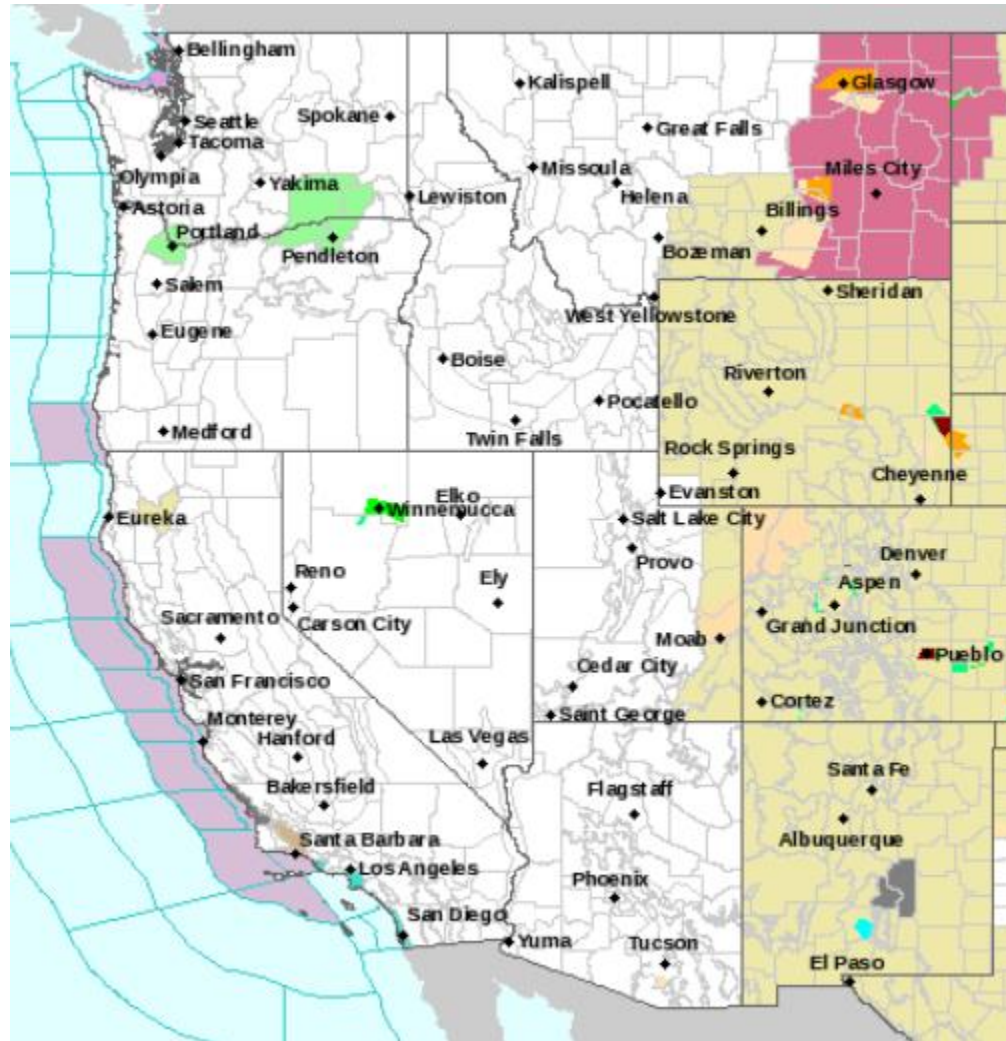 Bellingham
Kalispell
Glasgow
Spokane
Seattle
Great Falls
Tacoma
Missoula
Miles City
Olympia
Yakima
Lewiston
Helena
Astoria
Billings
Portland
Bozeman
Pendleton
Salem
Sheridan
West Yellowstone
Eugene
Boise
Riverton
Pocatello
Medford
Twin Falls
Rock Springs
Cheyenne
Evanston
Elko
Winnemucca
Eureka
Salt Lake City
Denver
Provo
Reno
Ely
Aspen
Sacramento
Carson City
Grand Junction
Moab
Pueblo
Cedar City
San Francisco
Cortez
Saint George
Monterey
Hanford
Las Vegas
Santa Fe
Bakersfield
Flagstaff
Albuquerque
Santa Barbara
Los Angeles
Phoenix
San Diego
Yuma
Tucson
El Paso